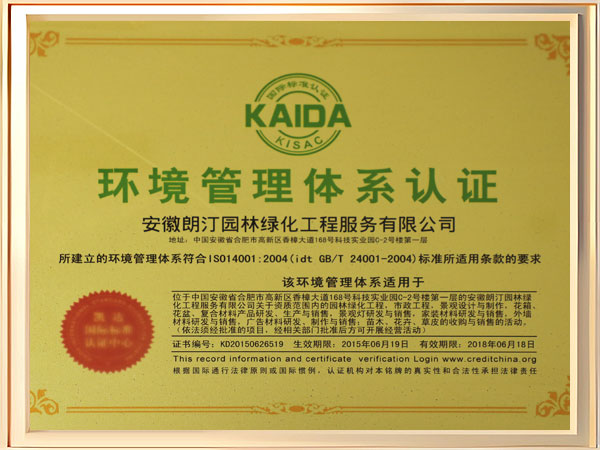 国际标准认证
KAIDA
KISAC
环境管理体系认证
安徽朗汀园林绿化工程服务有限公司
地址：中国安徽省合肥市高新区香樟大道168号科技实业园C-2号楼第一层
所建立的环境管理体系符合ISO14001:2004(idt GB/T 24001-2004)标准所适用条款的要求
该环境管理体系适用于
位于中国安徽省合肥市高新区香樟大道168号科技实业园C-2号楼第一层的安徽朗汀园林绿
化工程服务有限公司关于资质范围内的园林绿化工程、市政工程，景观设计与制作，花箱、
花盆、复合材料产品研发、生产与销售，景观灯研发与销售，家装材料研发与销售，外墙
材料研发与销售，广告材料研发、制作与销售；苗木、花卉、草皮的收购与销售的活动。
（依法须经批准的项目，经相关部门批准后方可开展经营活动）
证书编号：KD20150626519 生效期限：2015年06月19日 有效期限：2018年06月18日
This record information and certificate verification Login www.creditchina.org
根据国际通行法律原则或国际惯例，认证机构对本铭牌的真实性和合法性承担法律责任
凯达
国际标准
认证中心